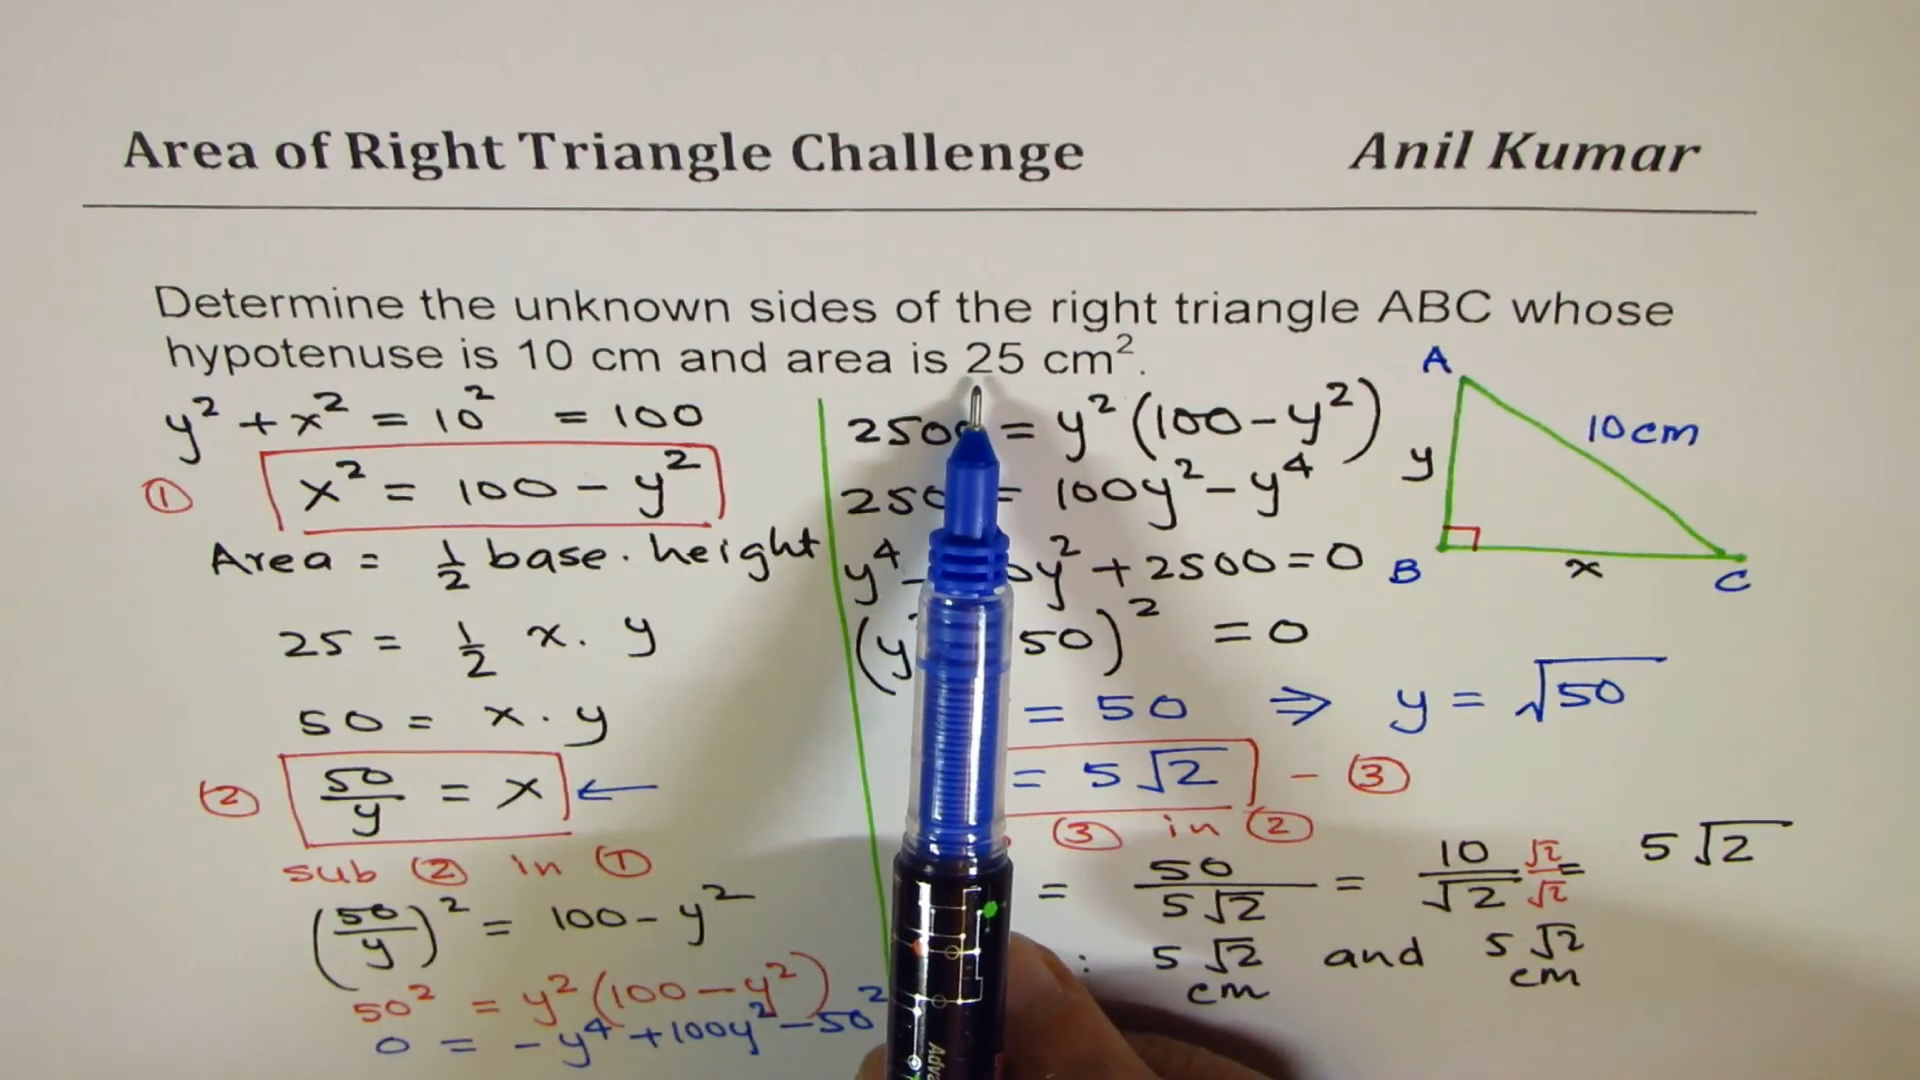 Area of Right Triangle Challenge Anil Kumar
Determine the unknown sides of the right triangle ABC whose
hypotenuse is 10 cm and area is 25 cm².
y² + x² = 10² = 100
① x² = 100 - y²
Area = 1/2 base . height
25 = 1/2 x . y
50 = x . y
② 50/y = x ←
sub ② in ①
(50/y)² = 100 - y²
50² = y² (100 - y²)
0 = - y⁴ + 100y² - 50²
= y² (100 - y²)
= 100y² - y⁴
y² + 2500 = 0
50)² = 0
= 50 ⇒ y = √50
= 5√2 - ③
③ in ②
= 50/5√2 = 10/√2 √2/√2 = 5√2
: 5√2 cm and 5√2 cm
A
10cm
y
B
x
C
Adva